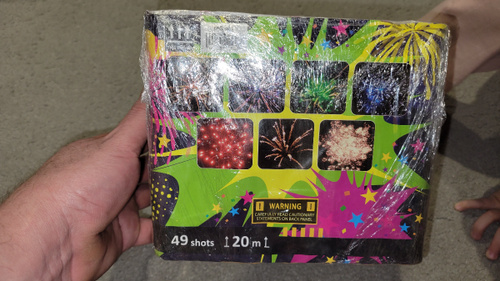 ! WARNING !
CAREFULLY READ CAUTIONARY
STATEMENTS ON BACK PANEL
49 shots 20 m